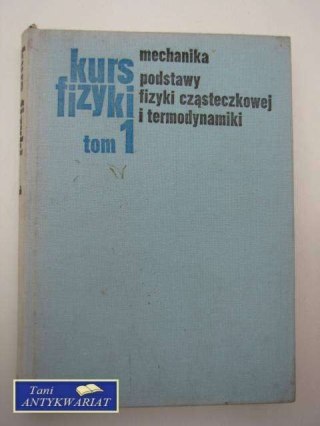 kurs
fizyki
tom 1
mechanika
podstawy
fizyki cząsteczkowej
i termodynamiki
Tani
ANTYKWARIAT